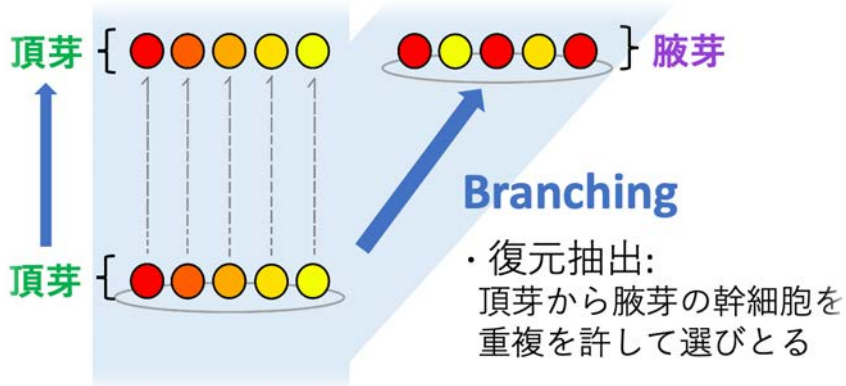 頂芽
腋芽
頂芽
Branching
・復元抽出:
頂芽から腋芽の幹細胞を
重複を許して選びとる